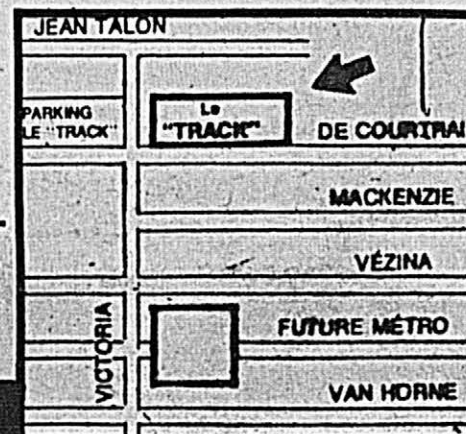 JEAN TALON
PARKING
LE "TRACK"
Le
"TRACK"
DE COURTRAI
MACKENZIE
VÉZINA
VICTORIA
FUTURE MÉTRO
VAN HORNE